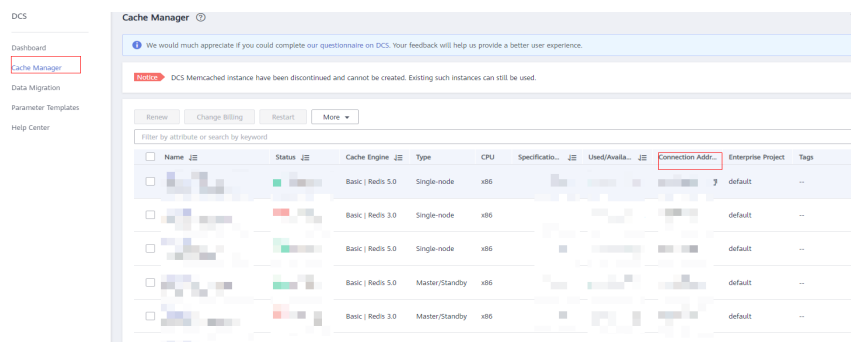 DCS
Dashboard
Cache Manager
Data Migration
Parameter Templates
Help Center
Cache Manager ?
We would much appreciate if you could complete our questionnaire on DCS. Your feedback will help us provide a better user experience.
Notice DCS Memcached instance have been discontinued and cannot be created. Existing such instances can still be used.
Renew Change Billing Restart More
Filter by attribute or search by keyword
Name Status Cache Engine Type CPU Specificatio... Used/Availa... Connection Addr... Enterprise Project Tags
Basic | Redis 5.0 Single-node x86 default --
Basic | Redis 3.0 Single-node x86 default --
Basic | Redis 5.0 Single-node x86 default --
Basic | Redis 5.0 Master/Standby x86 default --
Basic | Redis 3.0 Master/Standby x86 default --